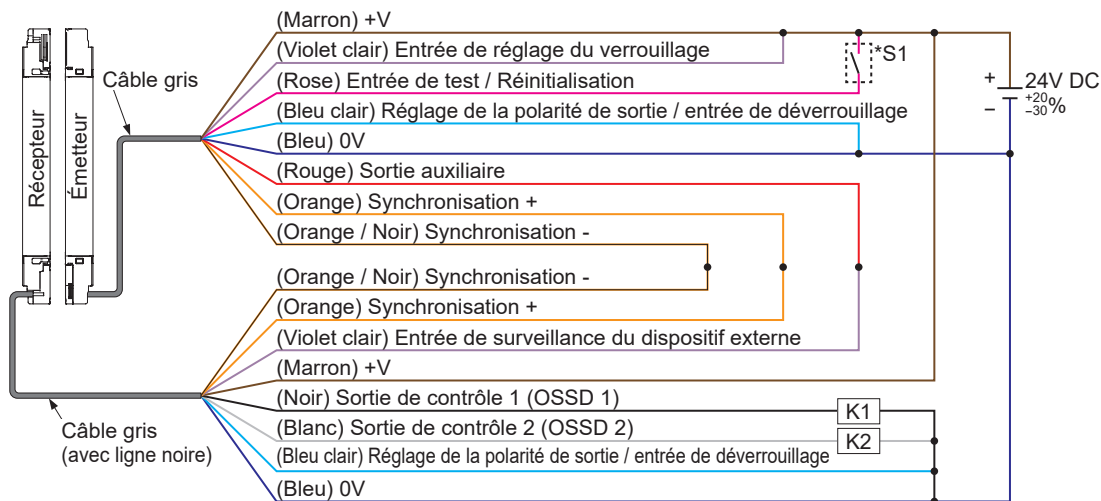 (Marron) +V
(Violet clair) Entrée de réglage du verrouillage
*S1
Câble gris
(Rose) Entrée de test / Réinitialisation
+
24V DC
+20
−30 %
−
(Bleu clair) Réglage de la polarité de sortie / entrée de déverrouillage
(Bleu) 0V
Récepteur
Émetteur
(Rouge) Sortie auxiliaire
(Orange) Synchronisation +
(Orange / Noir) Synchronisation -
(Orange / Noir) Synchronisation -
(Orange) Synchronisation +
(Violet clair) Entrée de surveillance du dispositif externe
(Marron) +V
(Noir) Sortie de contrôle 1 (OSSD 1)
K1
Câble gris
(avec ligne noire)
(Blanc) Sortie de contrôle 2 (OSSD 2)
K2
(Bleu clair) Réglage de la polarité de sortie / entrée de déverrouillage
(Bleu) 0V